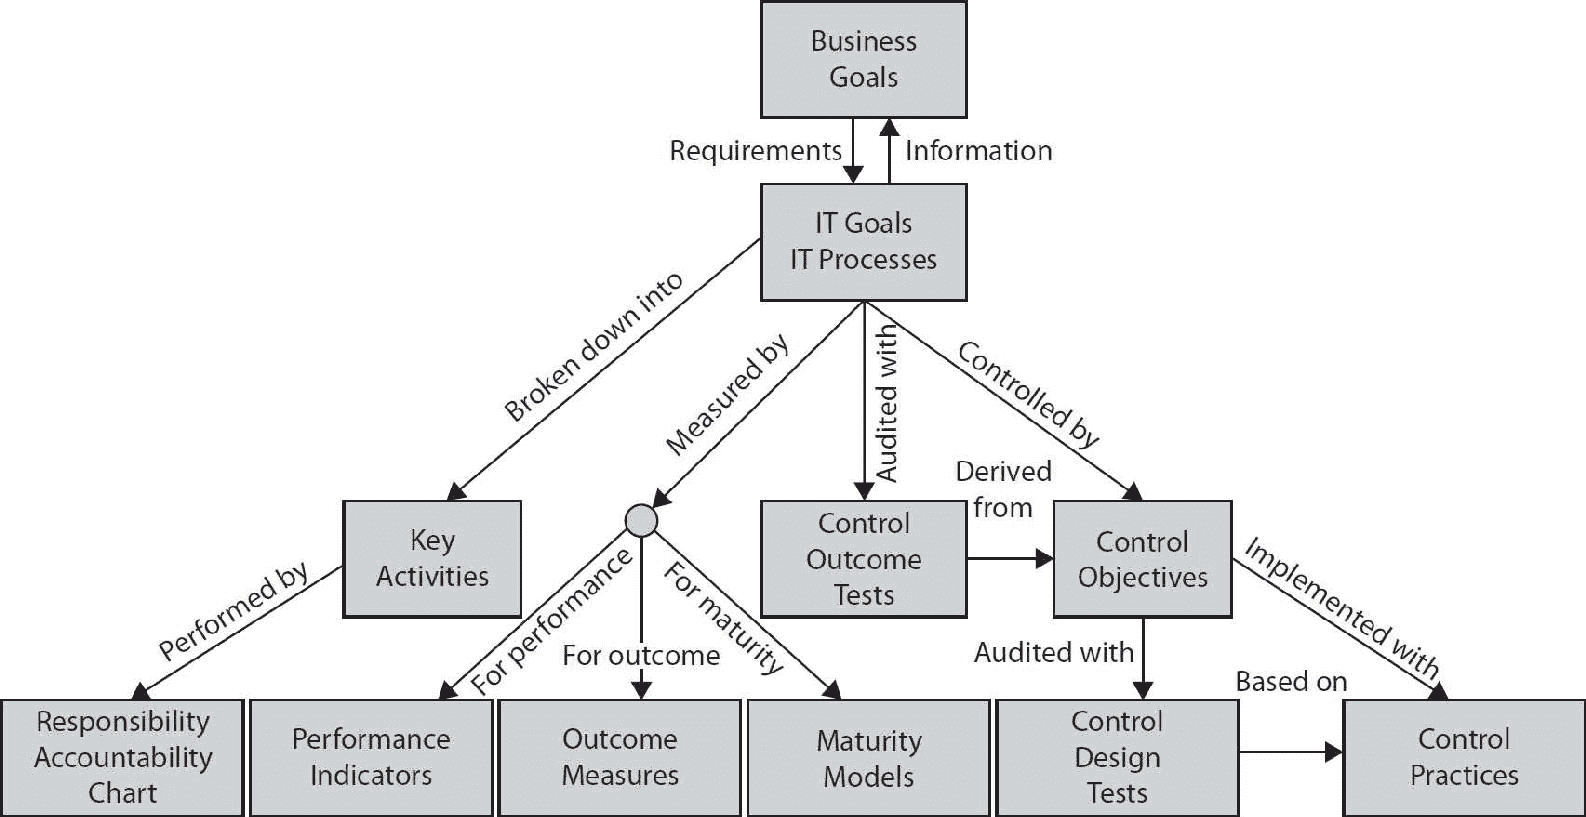 Business
Goals
Requirements
Information
IT Goals
IT Processes
Broken down into
Measured by
Audited with
Controlled by
Derived
from
Key
Activities
Control
Outcome
Tests
Control
Objectives
Performed by
For performance
For outcome
For maturity
Audited with
Implemented with
Based on
Responsibility
Accountability
Chart
Performance
Indicators
Outcome
Measures
Maturity
Models
Control
Design
Tests
Control
Practices